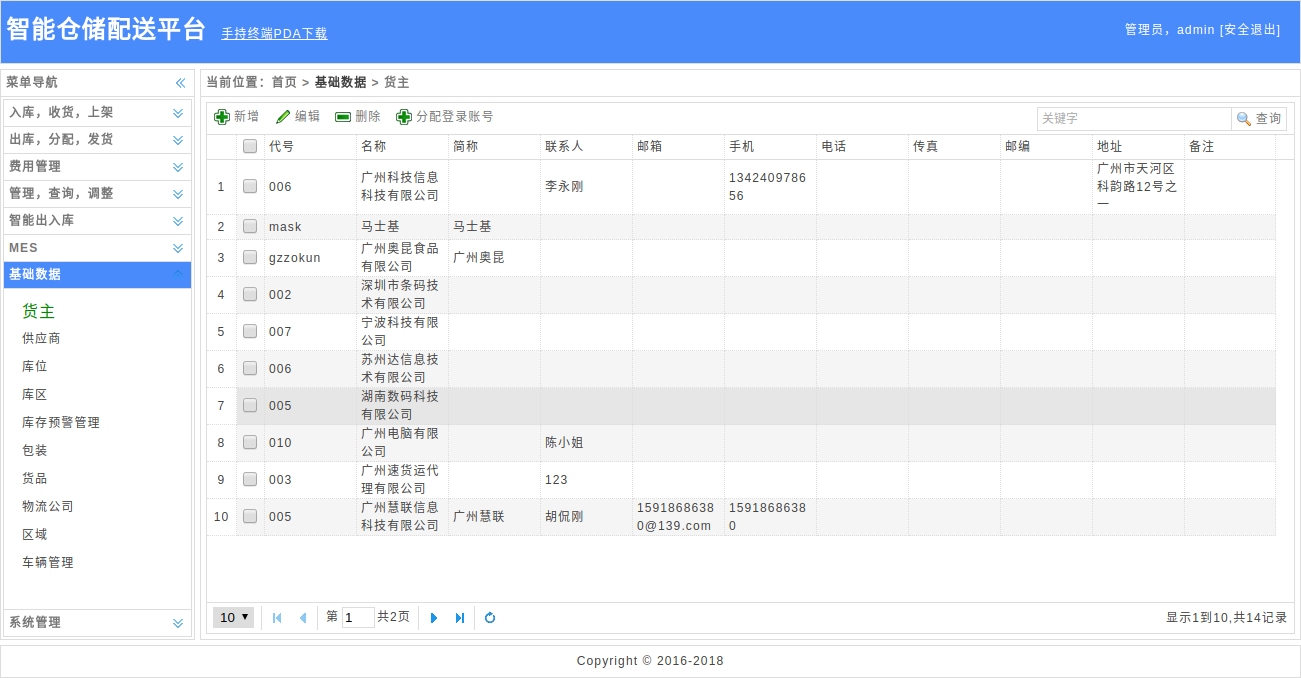 智能仓储配送平台 手持终端PDA下载 管理员，admin [安全退出]
菜单导航
入库，收货，上架
出库，分配，发货
费用管理
管理，查询，调整
智能出入库
MES
基础数据
货主
供应商
库位
库区
库存预警管理
包装
货品
物流公司
区域
车辆管理
系统管理
当前位置：首页 > 基础数据 > 货主
新增 编辑 删除 分配登录账号 关键字 查询
代号 名称 简称 联系人 邮箱 手机 电话 传真 邮编 地址 备注
1 006 广州科技信息
科技有限公司 李永刚 1342409786
56 广州市天河区
科韵路12号之
一
2 mask 马士基 马士基
3 gzzokun 广州奥昆食品
有限公司 广州奥昆
4 002 深圳市条码技
术有限公司
5 007 宁波科技有限
公司
6 006 苏州达信息技
术有限公司
7 005 湖南数码科技
有限公司
8 010 广州电脑有限
公司 陈小姐
9 003 广州速货运代
理有限公司 123
10 005 广州慧联信息
科技有限公司 广州慧联 胡侃刚 1591868638
0@139.com 1591868638
0
10 第 1 共2页 显示1到10,共14记录
Copyright © 2016-2018